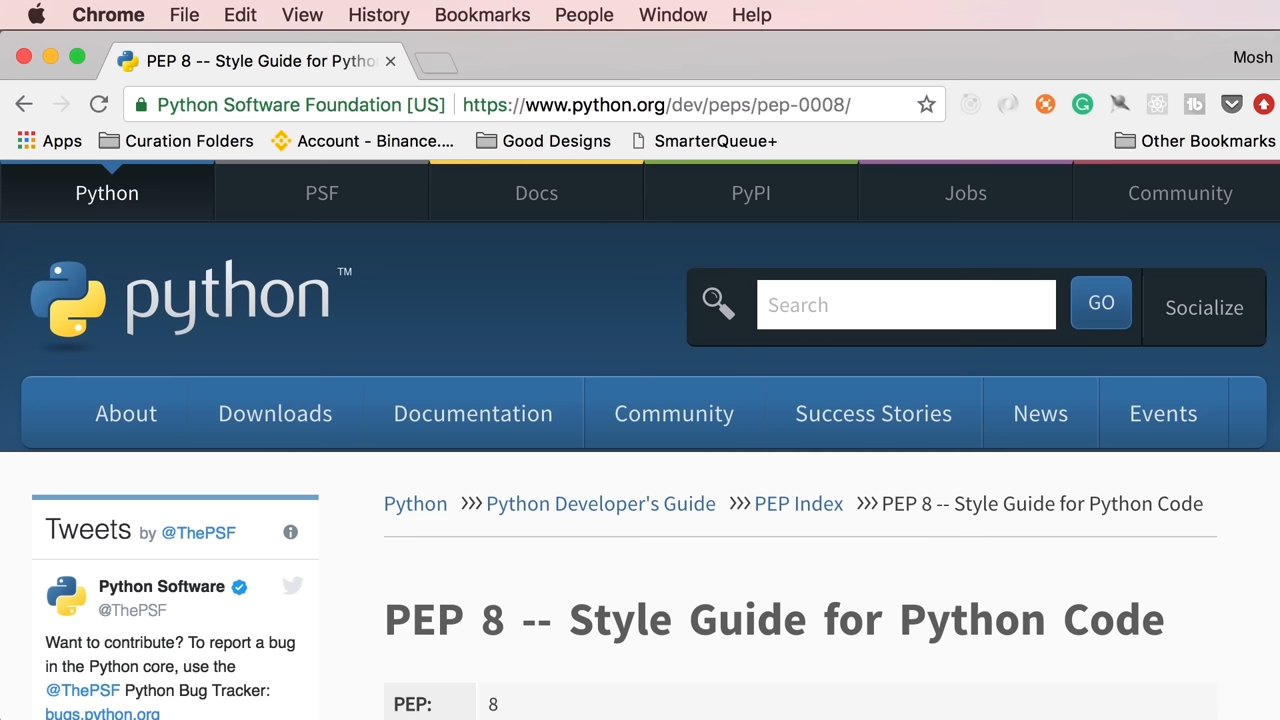 Chrome File Edit View History Bookmarks People Window Help
PEP 8 -- Style Guide for Pytho
Mosh
Python Software Foundation [US] https://www.python.org/dev/peps/pep-0008/
Apps Curation Folders Account - Binance.... Good Designs SmarterQueue+ Other Bookmarks
Python PSF Docs PyPI Jobs Community
python TM
Search GO Socialize
About Downloads Documentation Community Success Stories News Events
Python >>> Python Developer's Guide >>> PEP Index >>> PEP 8 -- Style Guide for Python Code
Tweets by @ThePSF
Python Software
@ThePSF
Want to contribute? To report a bug
in the Python core, use the
@ThePSF Python Bug Tracker:
bugs.python.org
PEP 8 -- Style Guide for Python Code
PEP: 8